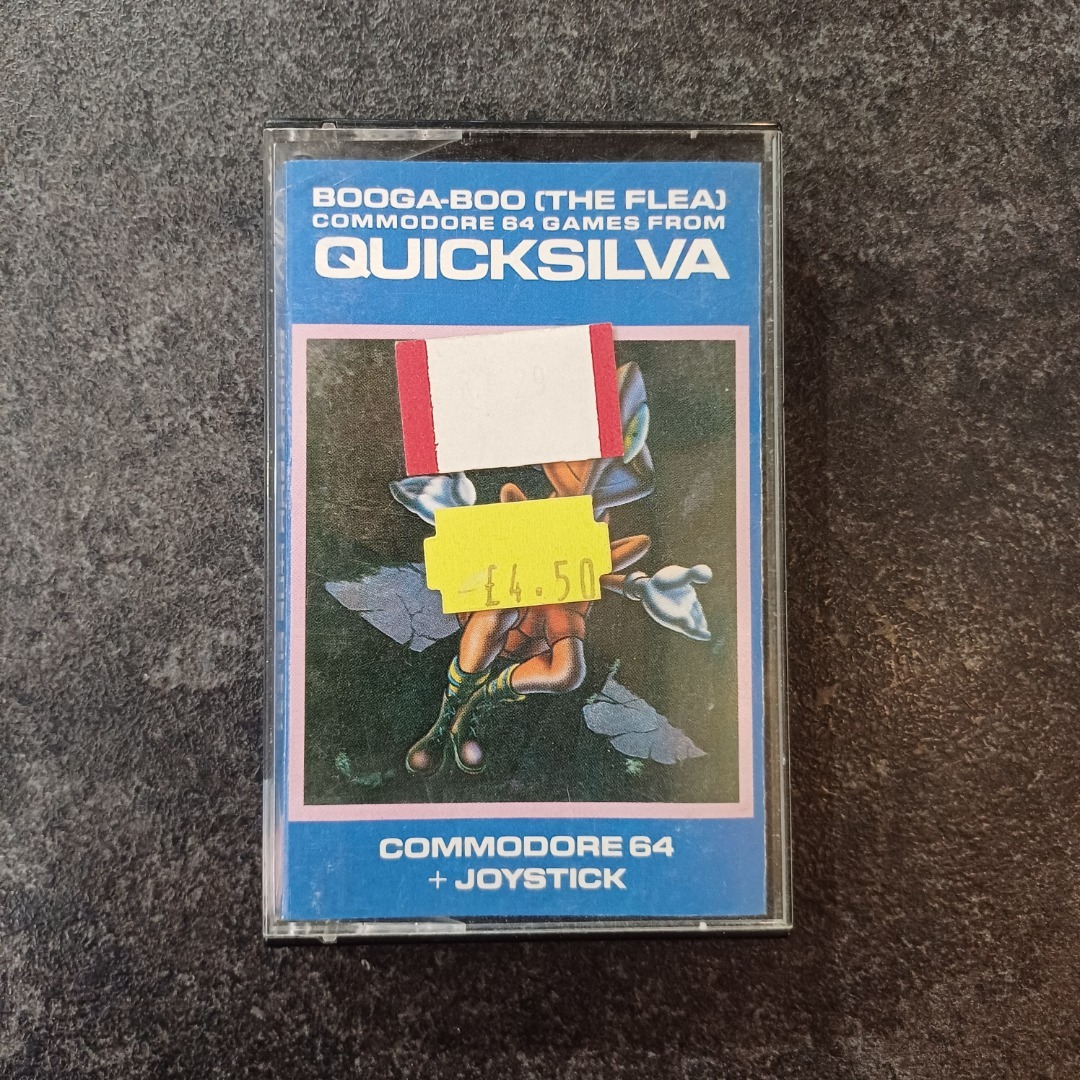 BOOGA-BOO (THE FLEA)
COMMODORE 64 GAMES FROM
QUICKSILVA
£4.50
COMMODORE 64
+ JOYSTICK